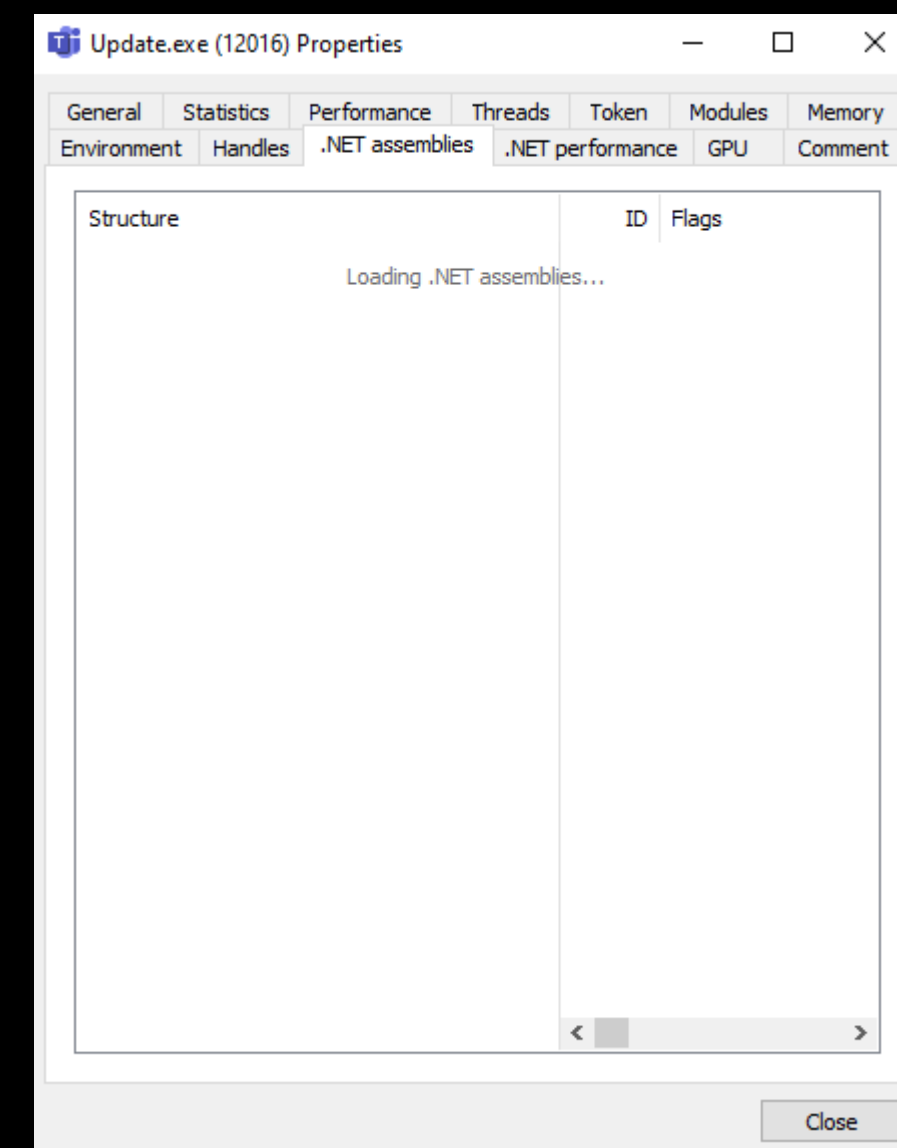 Update.exe (12016) Properties
General Statistics Performance Threads Token Modules Memory
Environment Handles .NET assemblies .NET performance GPU Comment
Structure ID Flags
Loading .NET assemblies...
Close